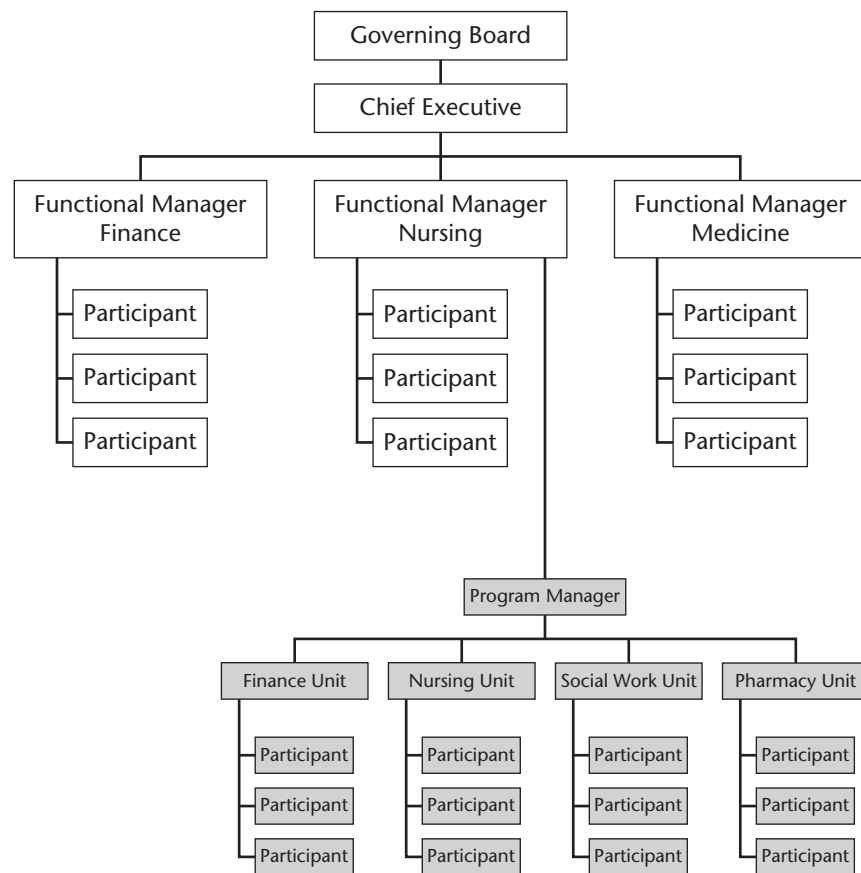 Governing Board
Chief Executive
Functional Manager
Finance
Functional Manager
Nursing
Functional Manager
Medicine
Participant
Participant
Participant
Participant
Participant
Participant
Participant
Participant
Participant
Program Manager
Finance Unit
Nursing Unit
Social Work Unit
Pharmacy Unit
Participant
Participant
Participant
Participant
Participant
Participant
Participant
Participant
Participant
Participant
Participant
Participant